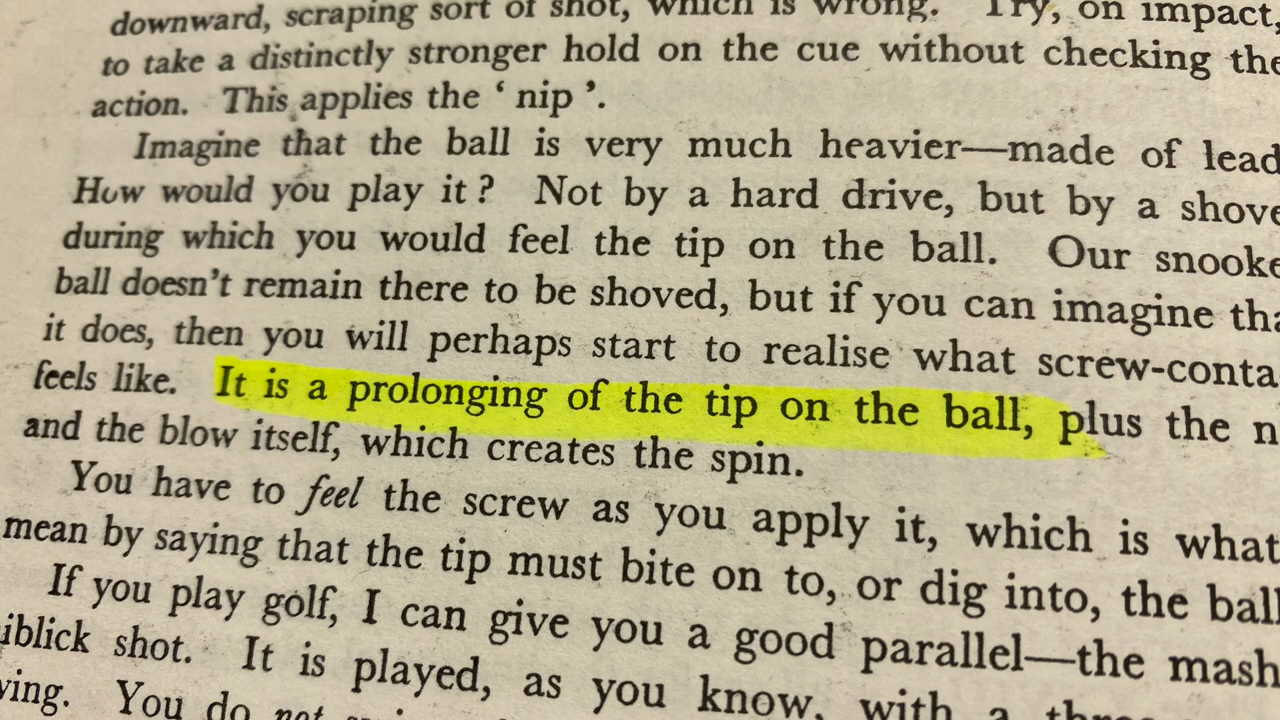 downward, scraping sort of shot, which is wrong. Try, on impact,
to take a distinctly stronger hold on the cue without checking the
action. This applies the ‘ nip ’.
Imagine that the ball is very much heavier—made of lead
How would you play it ? Not by a hard drive, but by a shove
during which you would feel the tip on the ball. Our snooke
ball doesn’t remain there to be shoved, but if you can imagine tha
it does, then you will perhaps start to realise what screw-conta
feels like. It is a prolonging of the tip on the ball, plus the n
and the blow itself, which creates the spin.
You have to feel the screw as you apply it, which is what
mean by saying that the tip must bite on to, or dig into, the ball
If you play golf, I can give you a good parallel—the mash
iblick shot. It is played, as you know, with a three
ving. You do not